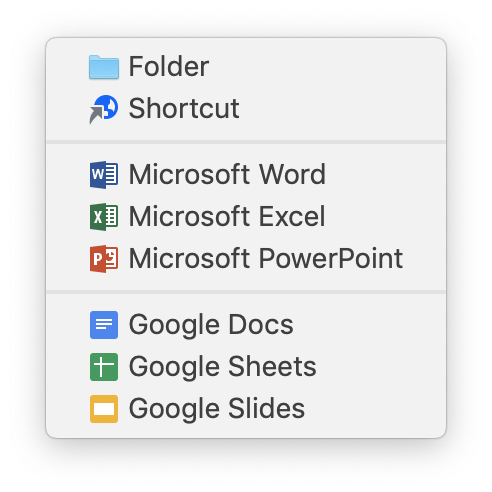 Folder
Shortcut
Microsoft Word
Microsoft Excel
Microsoft PowerPoint
Google Docs
Google Sheets
Google Slides